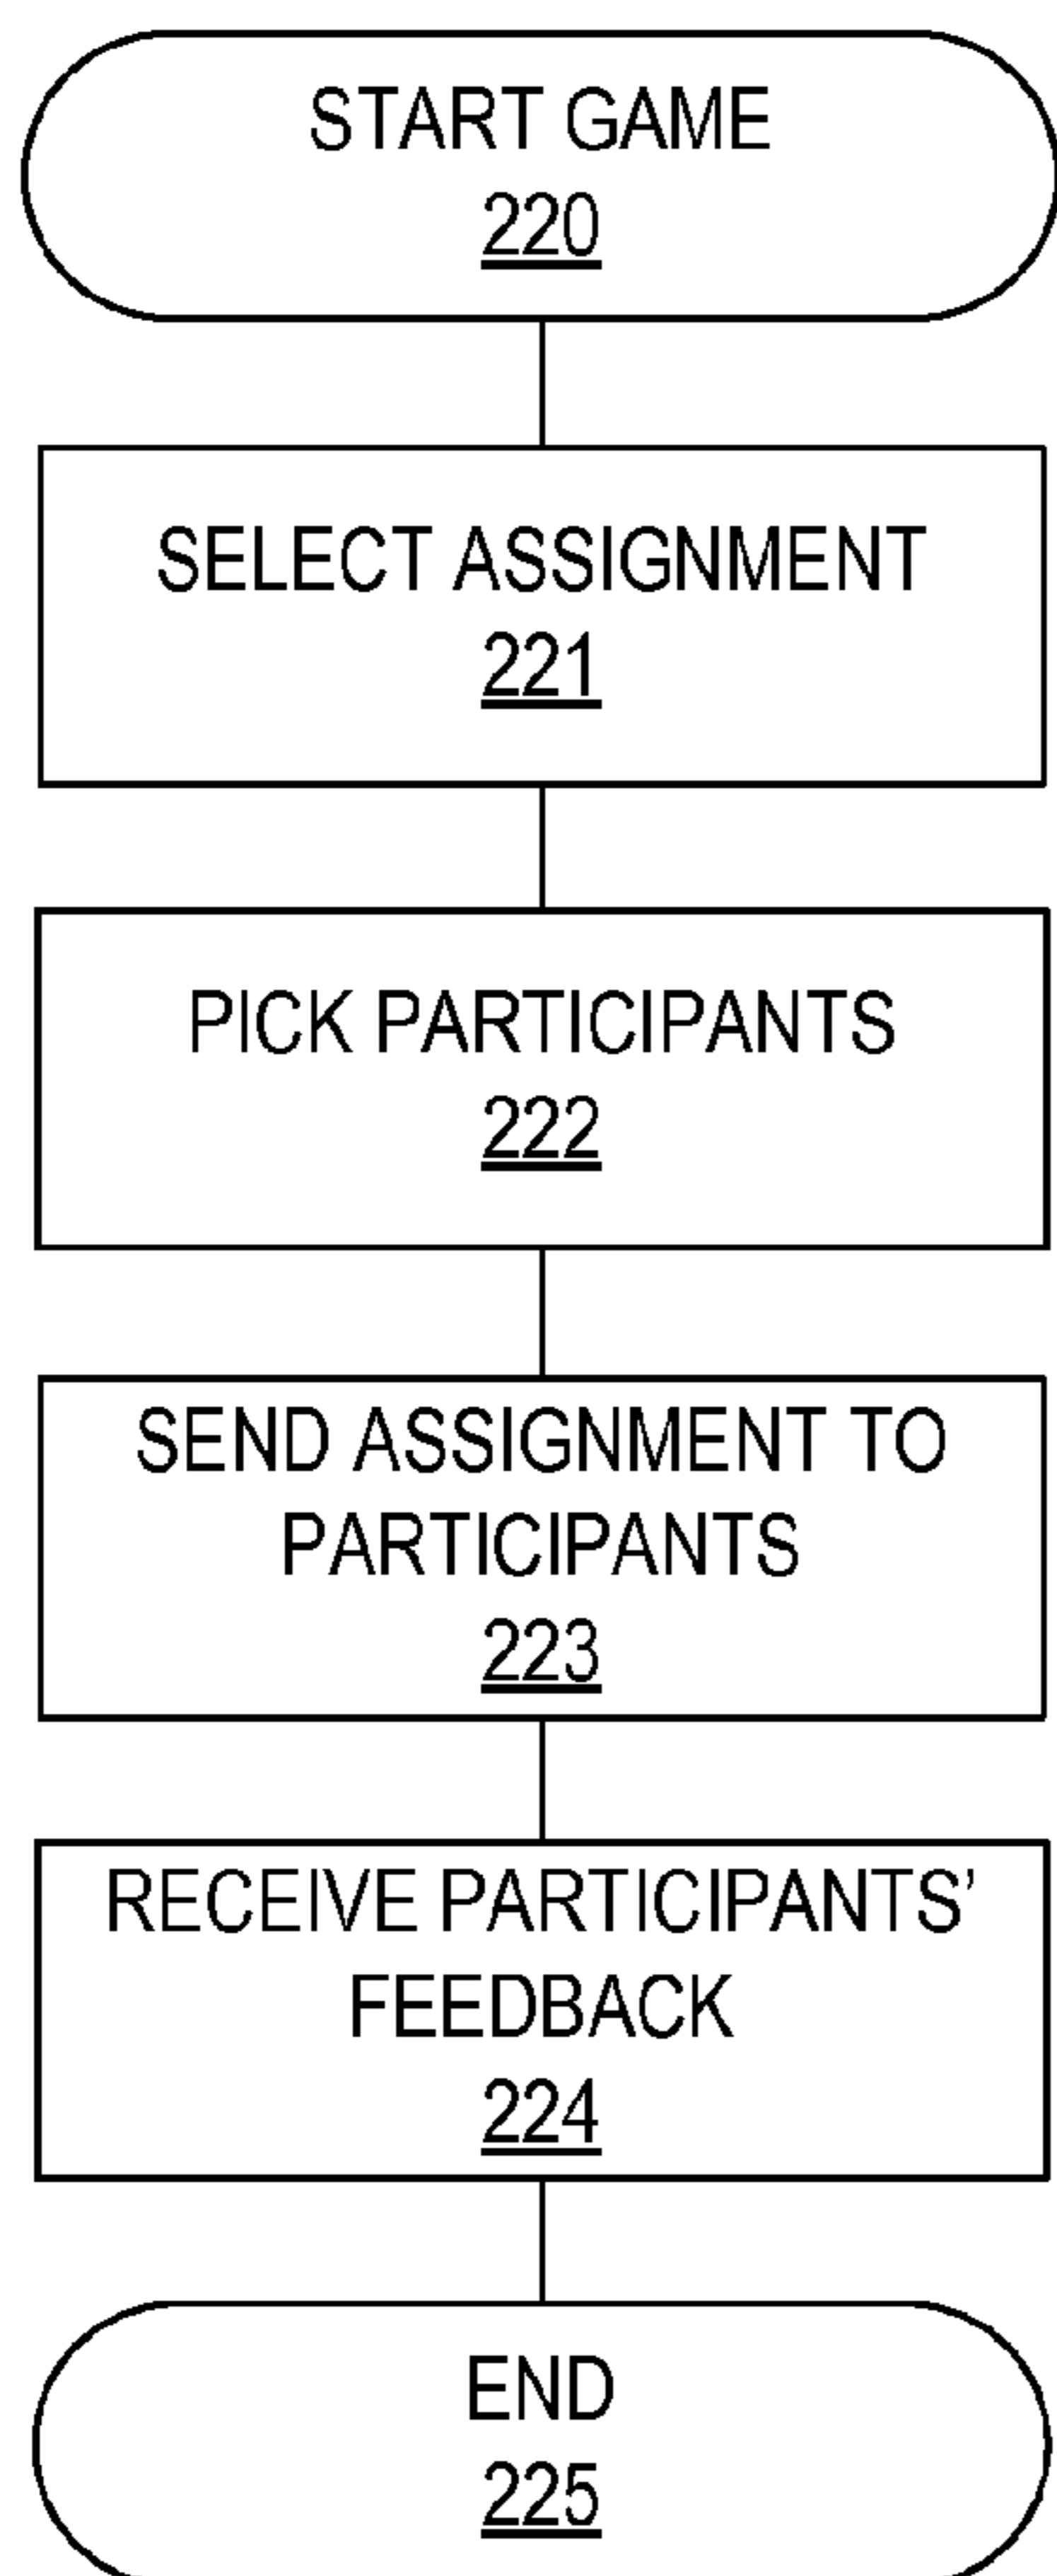 START GAME
220
SELECT ASSIGNMENT
221
PICK PARTICIPANTS
222
SEND ASSIGNMENT TO
PARTICIPANTS
223
RECEIVE PARTICIPANTS’
FEEDBACK
224
END
225